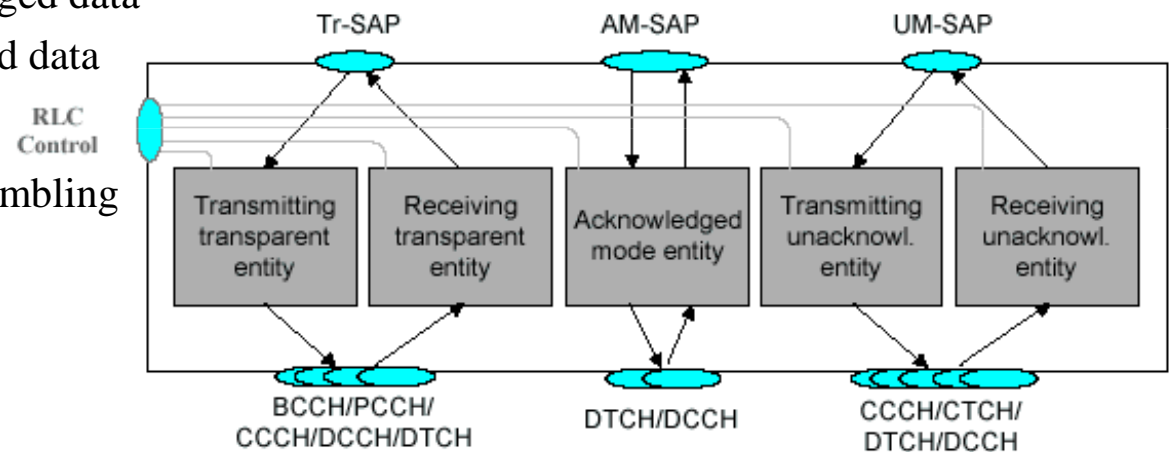 ged data
d data
mbling
Tr-SAP
AM-SAP
UM-SAP
RLC
Control
Transmitting
transparent
entity
Receiving
transparent
entity
Acknowledged
mode entity
Transmitting
unacknowl.
entity
Receiving
unacknowl.
entity
BCCH/PCCH/
CCCH/DCCH/DTCH
DTCH/DCCH
CCCH/CTCH/
DTCH/DCCH